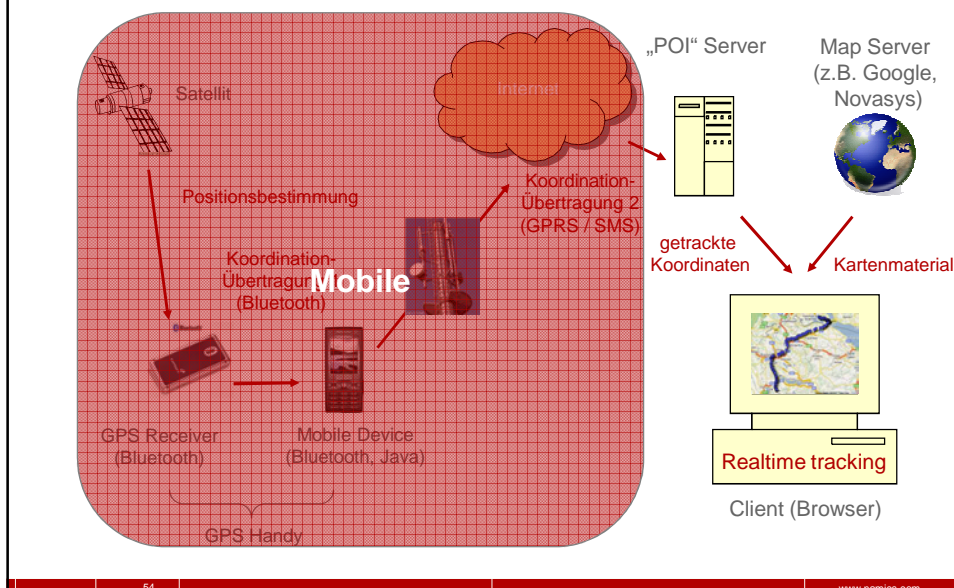 „POI“ Server
Map Server
(z.B. Google,
Novasys)
Satellit
Internet
Positionsbestimmung
Koordination-
Übertragung 2
(GPRS / SMS)
Koordination-
Übertragung
(Bluetooth)
Mobile
getrackte
Koordinaten
Kartenmaterial
GPS Receiver
(Bluetooth)
Mobile Device
(Bluetooth, Java)
GPS Handy
Realtime tracking
Client (Browser)
54